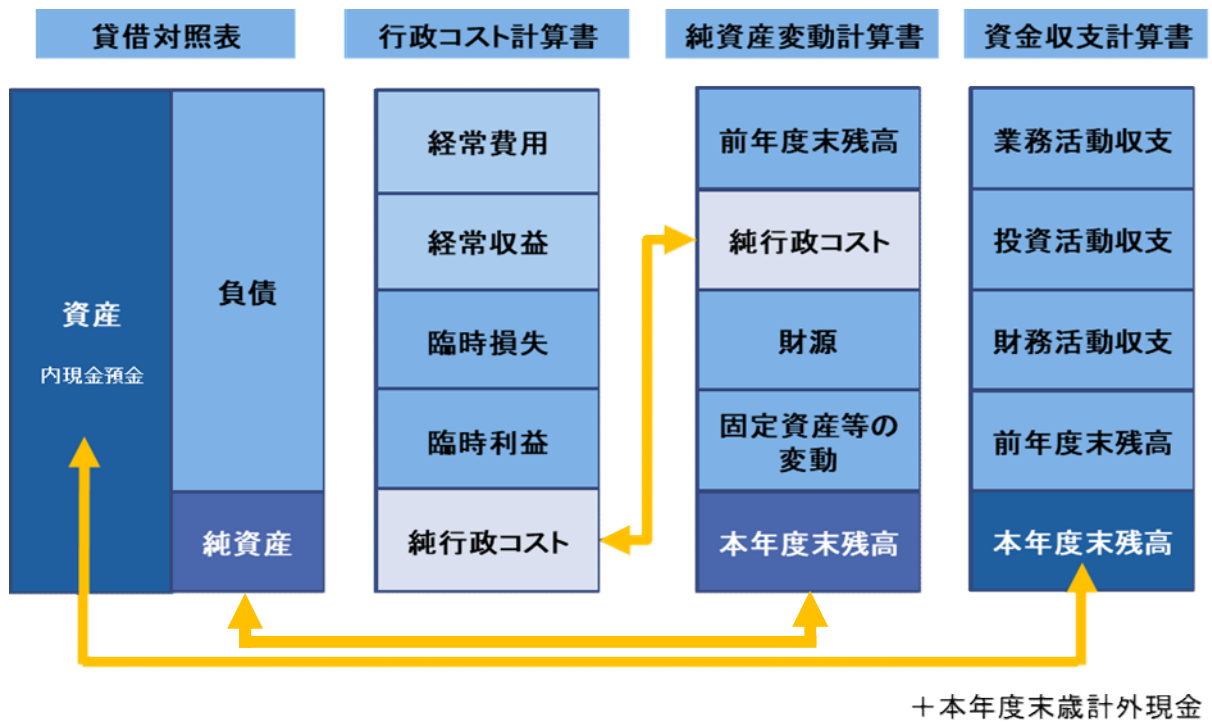 貸借対照表
資産
内現金預金
負債
純資産
行政コスト計算書
経常費用
経常収益
臨時損失
臨時利益
純行政コスト
純資産変動計算書
前年度末残高
純行政コスト
財源
固定資産等の
変動
本年度末残高
資金収支計算書
業務活動収支
投資活動収支
財務活動収支
前年度末残高
本年度末残高
＋本年度末歳計外現金